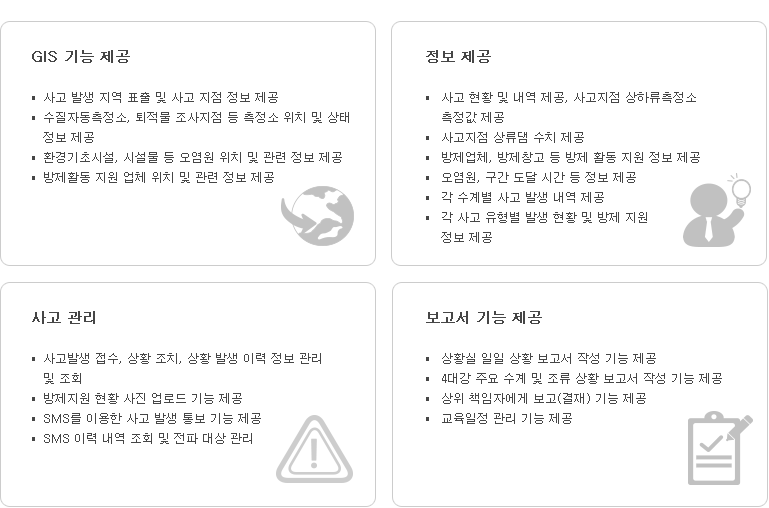 GIS 기능 제공
▪ 사고 발생 지역 표출 및 사고 지점 정보 제공
▪ 수질자동측정소, 퇴적물 조사지점 등 측정소 위치 및 상태
정보 제공
▪ 환경기초시설, 시설물 등 오염원 위치 및 관련 정보 제공
▪ 방제활동 지원 업체 위치 및 관련 정보 제공
정보 제공
▪ 사고 현황 및 내역 제공, 사고지점 상하류측정소
측정값 제공
▪ 사고지점 상류댐 수치 제공
▪ 방제업체, 방제창고 등 방제 활동 지원 정보 제공
▪ 오염원, 구간 도달 시간 등 정보 제공
▪ 각 수계별 사고 발생 내역 제공
▪ 각 사고 유형별 발생 현황 및 방제 지원
정보 제공
사고 관리
▪ 사고발생 접수, 상황 조치, 상황 발생 이력 정보 관리
및 조회
▪ 방제지원 현황 사진 업로드 기능 제공
▪ SMS를 이용한 사고 발생 통보 기능 제공
▪ SMS 이력 내역 조회 및 전파 대상 관리
보고서 기능 제공
▪ 상황실 일일 상황 보고서 작성 기능 제공
▪ 4대강 주요 수계 및 조류 상황 보고서 작성 기능 제공
▪ 상위 책임자에게 보고(결재) 기능 제공
▪ 교육일정 관리 기능 제공